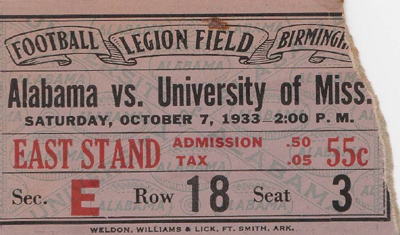 FOOTBALL LEGION FIELD BIRMINGH
Alabama vs. University of Miss.
SATURDAY, OCTOBER 7, 1933 2:00 P. M.
EAST STAND ADMISSION .50 55c
TAX .05
Sec. E Row 18 Seat 3
WELDON, WILLIAMS & LICK, FT. SMITH, ARK.